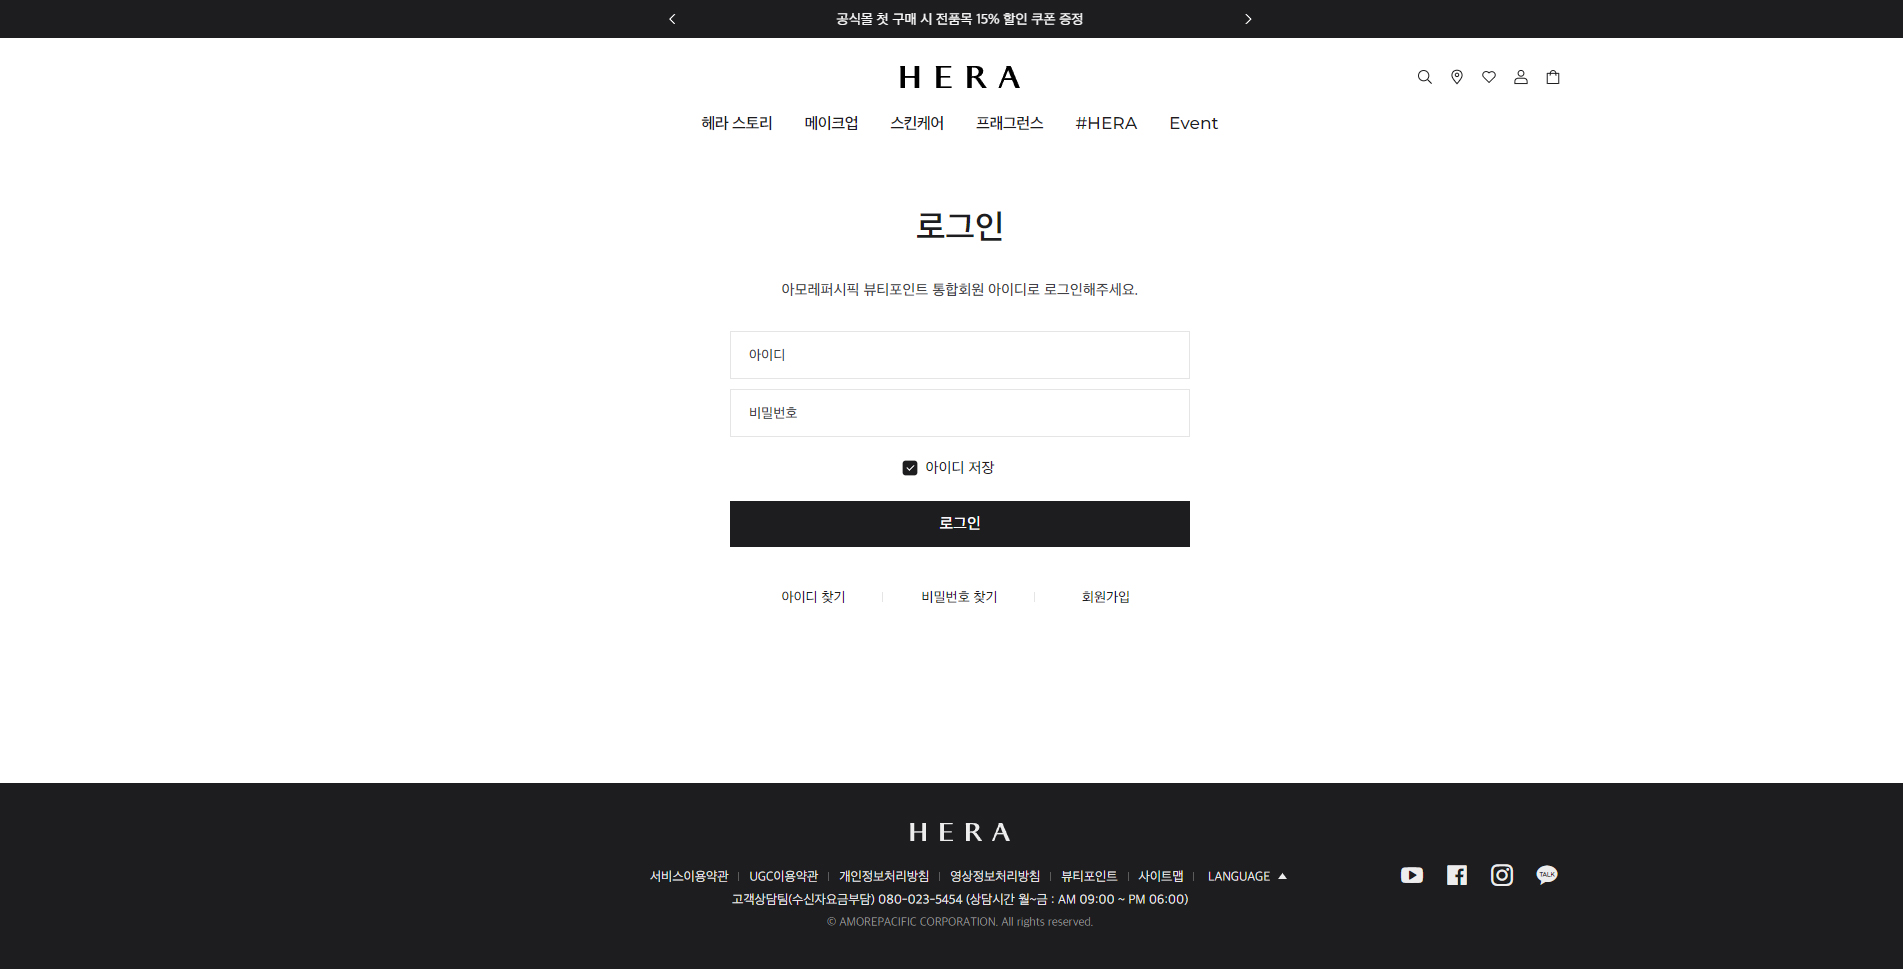 공식몰 첫 구매 시 전품목 15% 할인 쿠폰 증정
HERA
헤라 스토리 메이크업 스킨케어 프래그런스 #HERA Event
로그인
아모레퍼시픽 뷰티포인트 통합회원 아이디로 로그인해주세요.
아이디
비밀번호
아이디 저장
로그인
아이디 찾기 비밀번호 찾기 회원가입
HERA
서비스이용약관 UGC이용약관 개인정보처리방침 영상정보처리방침 뷰티포인트 사이트맵 LANGUAGE
TALK
고객상담팀(수신자요금부담) 080-023-5454 (상담시간 월~금 : AM 09:00 ~ PM 06:00)
© AMOREPACIFIC CORPORATION. All rights reserved.